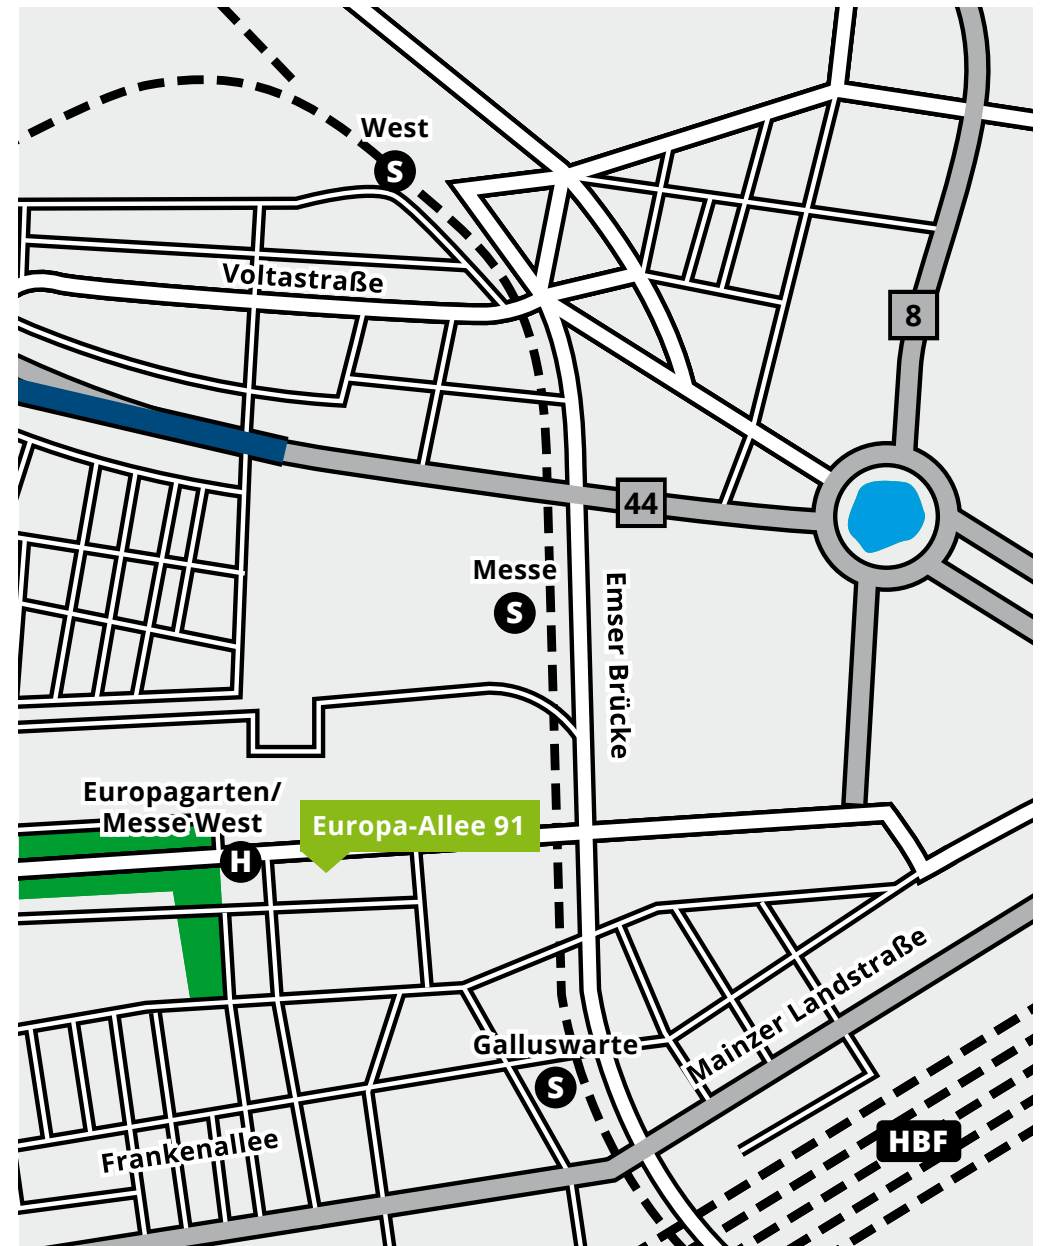 West
S
Voltastraße
8
44
Messe
S
Emser Brücke
Europagarten/
Messe West
H
Europa-Allee 91
Mainzer Landstraße
Galluswarte
S
Frankenallee
HBF